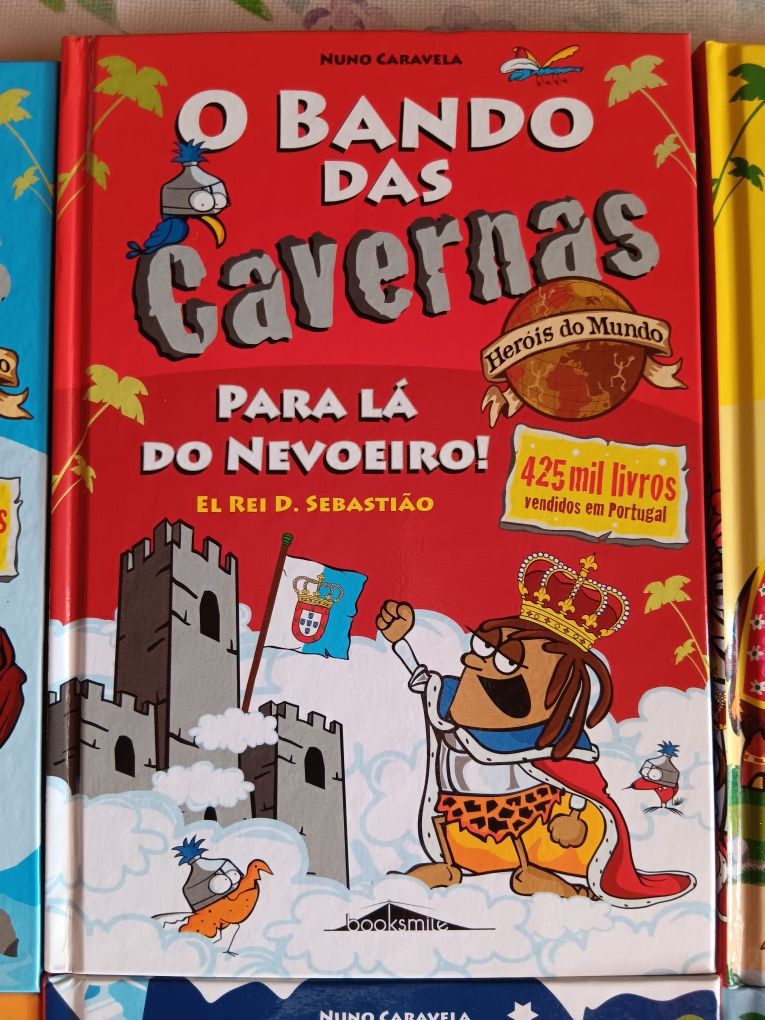 NUNO CARAVELA
O BANDO
DAS
Cavernas
Heróis do Mundo
PARA LÁ
DO NEVOEIRO!
EL REI D. SEBASTIÃO
425 mil livros
vendidos em Portugal
booksmile
NUNO CARAVELA